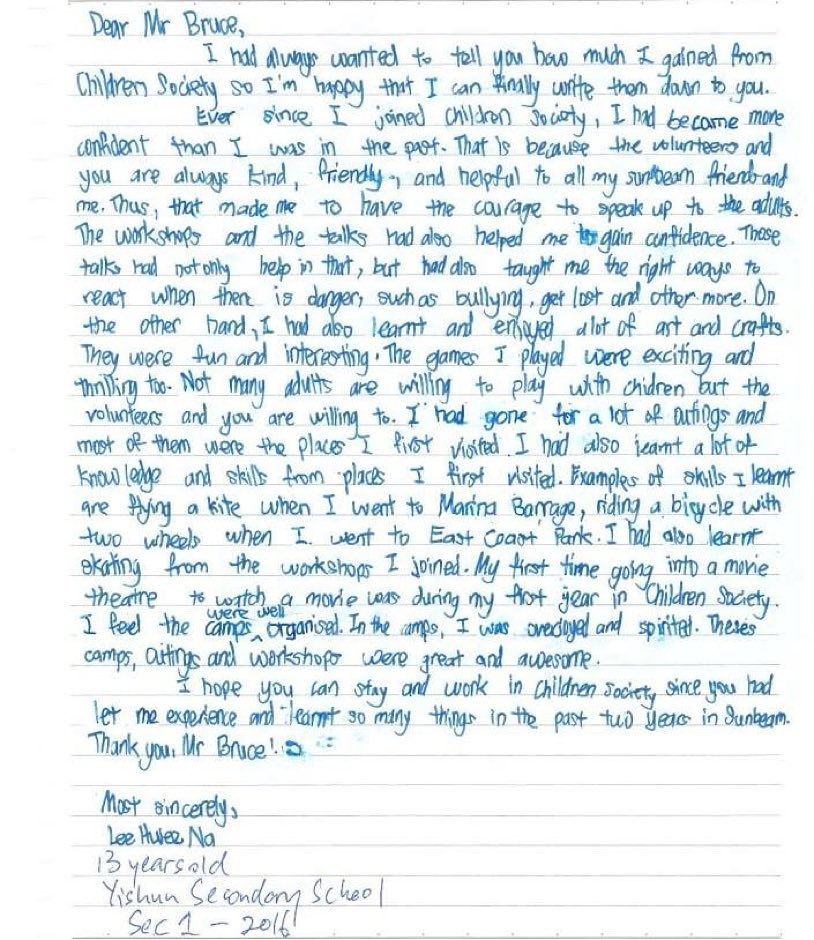 Dear Mr Bruce,
I had always wanted to tell you how much I gained from
Children Society so I'm happy that I can finally write them down to you.
Ever since I joined Children Society, I had become more
confident than I was in the past. That is because the volunteers and
you are always kind, friendly, and helpful to all my sunbeam friends and
me. Thus, that made me to have the courage to speak up to the adults.
The workshops and the talks had also helped me to gain confidence. Those
talks had not only help in that, but had also taught me the right ways to
react when there is danger, such as bullying, get lost and other more. On
the other hand, I had also learnt and enjoyed alot of art and crafts.
They were fun and interesting. The games I played were exciting and
thrilling too. Not many adults are willing to play with chidren but the
volunteers and you are willing to. I had gone for a lot of outings and
most of them were the places I first visited. I had also learnt a lot of
knowledge and skills from places I first visited. Examples of skills I learnt
are flying a kite when I went to Marina Barrage, riding a bicycle with
two wheels when I went to East Coast Park. I had also learnt
skating from the workshops I joined. My first time going into a movie
theatre to watch a movie was during my first year in Children Society.
I feel the camps were well organised. In the camps, I was overjoyed and spirited. Theses
camps, outings and workshops were great and awesome.
I hope you can stay and work in Children Society since you had
let me experience and learnt so many things in the past two years in Sunbeam.
Thank you, Mr Bruce!
Most sincerely,
Lee Huiee Na
13 years old
Yishun Secondary School
Sec 1 - 2016